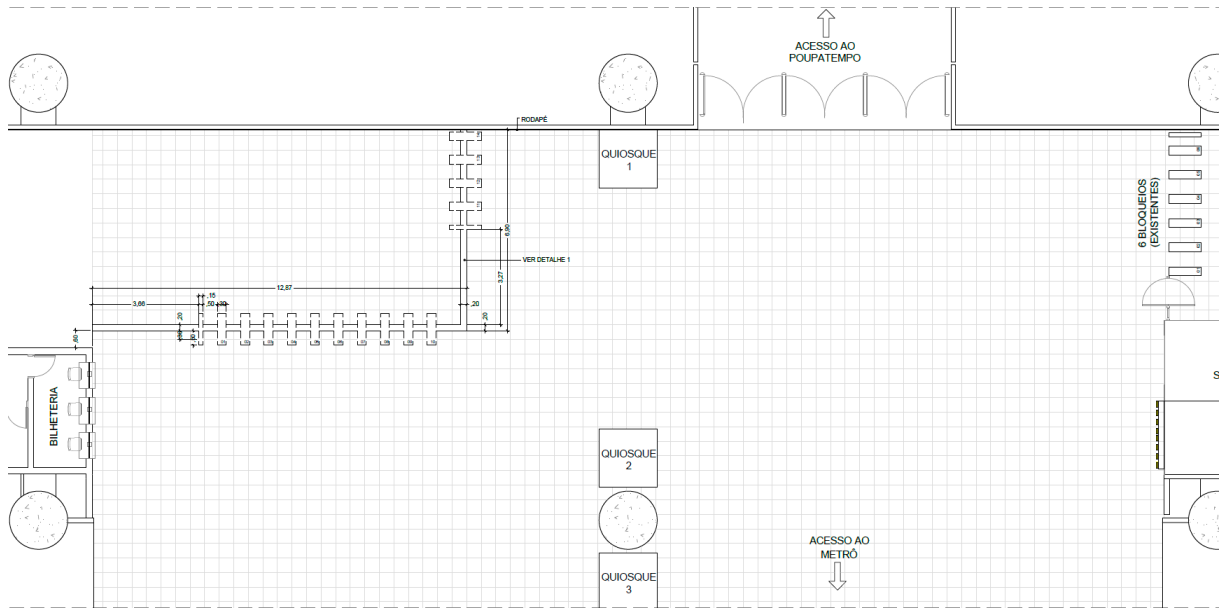 ACESSO AO
POUPATEMPO
RODAPÉ
QUIOSQUE
1
6 BLOQUEIOS
(EXISTENTES)
6,90
VER DETALHE 1
3,27
12,87
3,66
,15
,50
,30
,20
,20
,20
,60
BILHETERIA
QUIOSQUE
2
ACESSO AO
METRÔ
QUIOSQUE
3
S